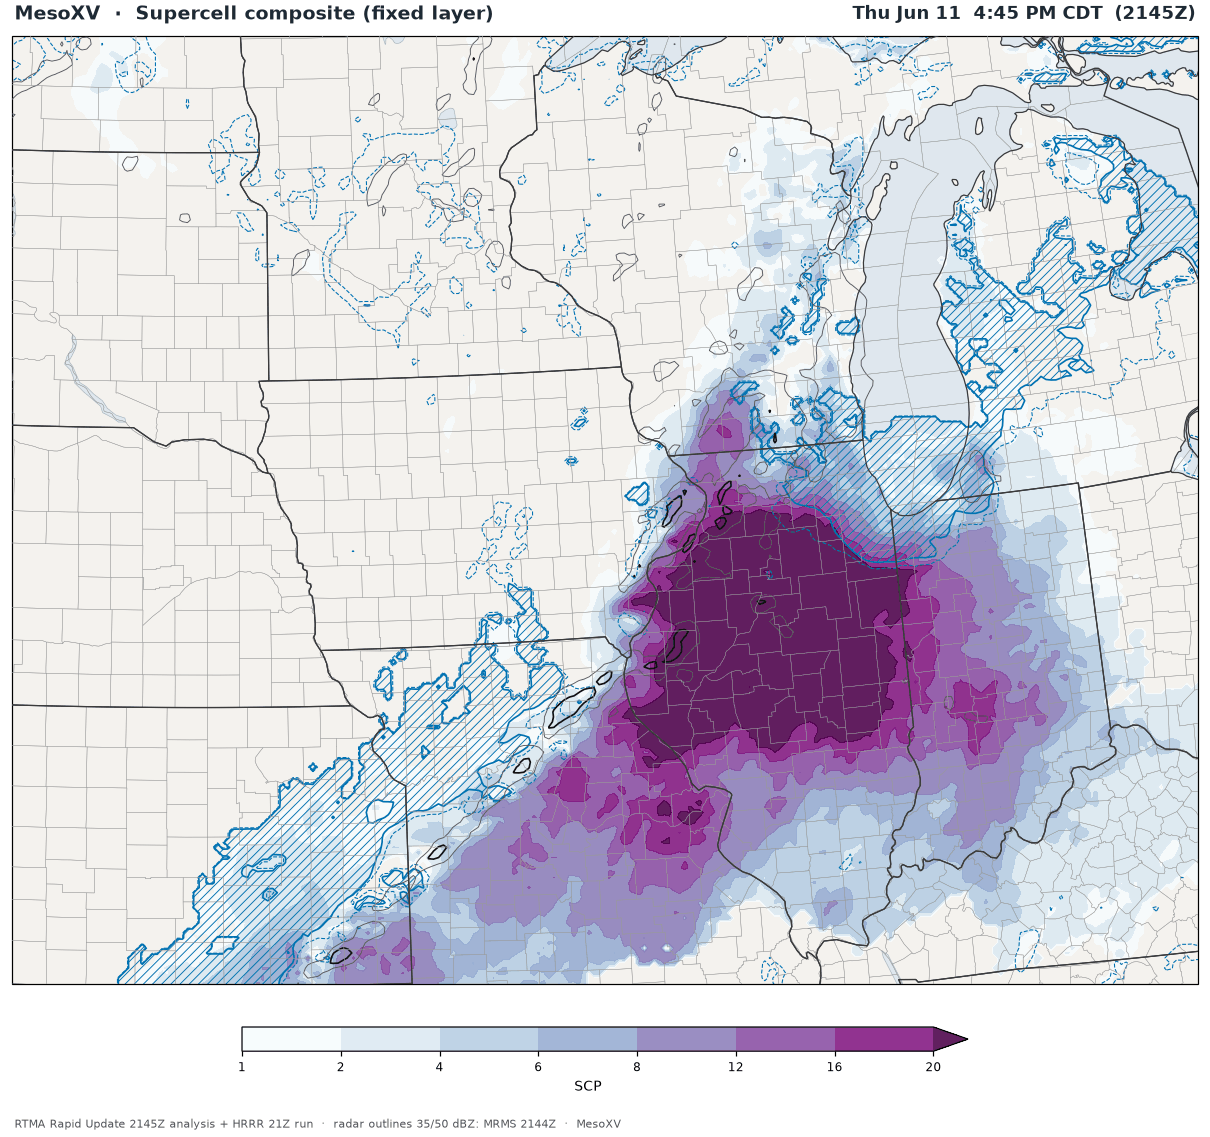 MesoXV · Supercell composite (fixed layer)
Thu Jun 11 4:45 PM CDT (2145Z)
1 2 4 6 8 12 16 20
SCP
RTMA Rapid Update 2145Z analysis + HRRR 21Z run · radar outlines 35/50 dBZ: MRMS 2144Z · MesoXV